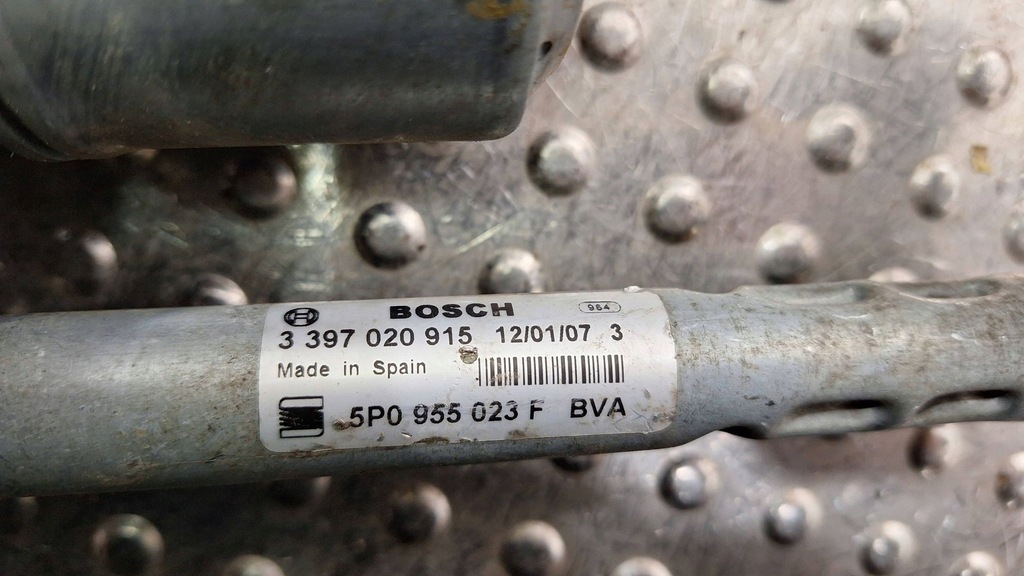 BOSCH 964
3 397 020 915 12/01/07 3
Made in Spain
5P0 955 023 F BVA